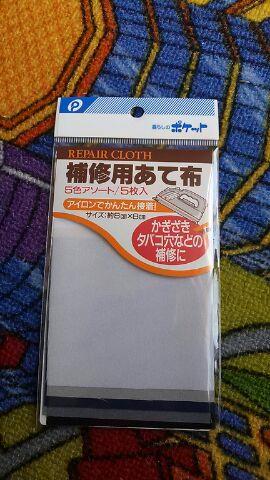 P
暮らしの ポケット
REPAIR CLOTH
補修用あて布
5色アソート/5枚入
アイロンでかんたん接着!
サイズ:約6㎝×8㎝
かぎざき
タバコ穴などの
補修に